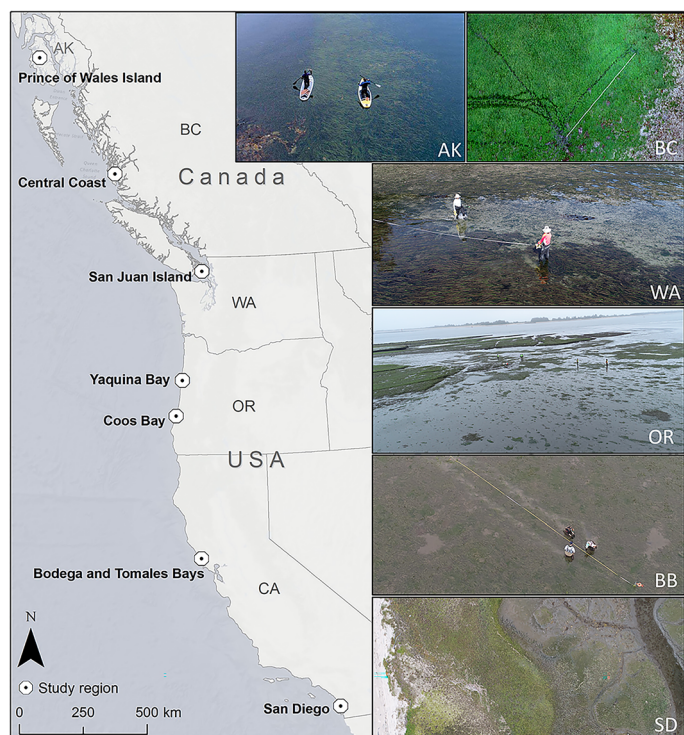 AK
Prince of Wales Island
BC
Central Coast
Canada
San Juan Island
WA
Yaquina Bay
OR
Coos Bay
USA
Bodega and Tomales Bays
CA
N
Study region
0 250 500 km
San Diego
AK
BC
WA
OR
BB
SD